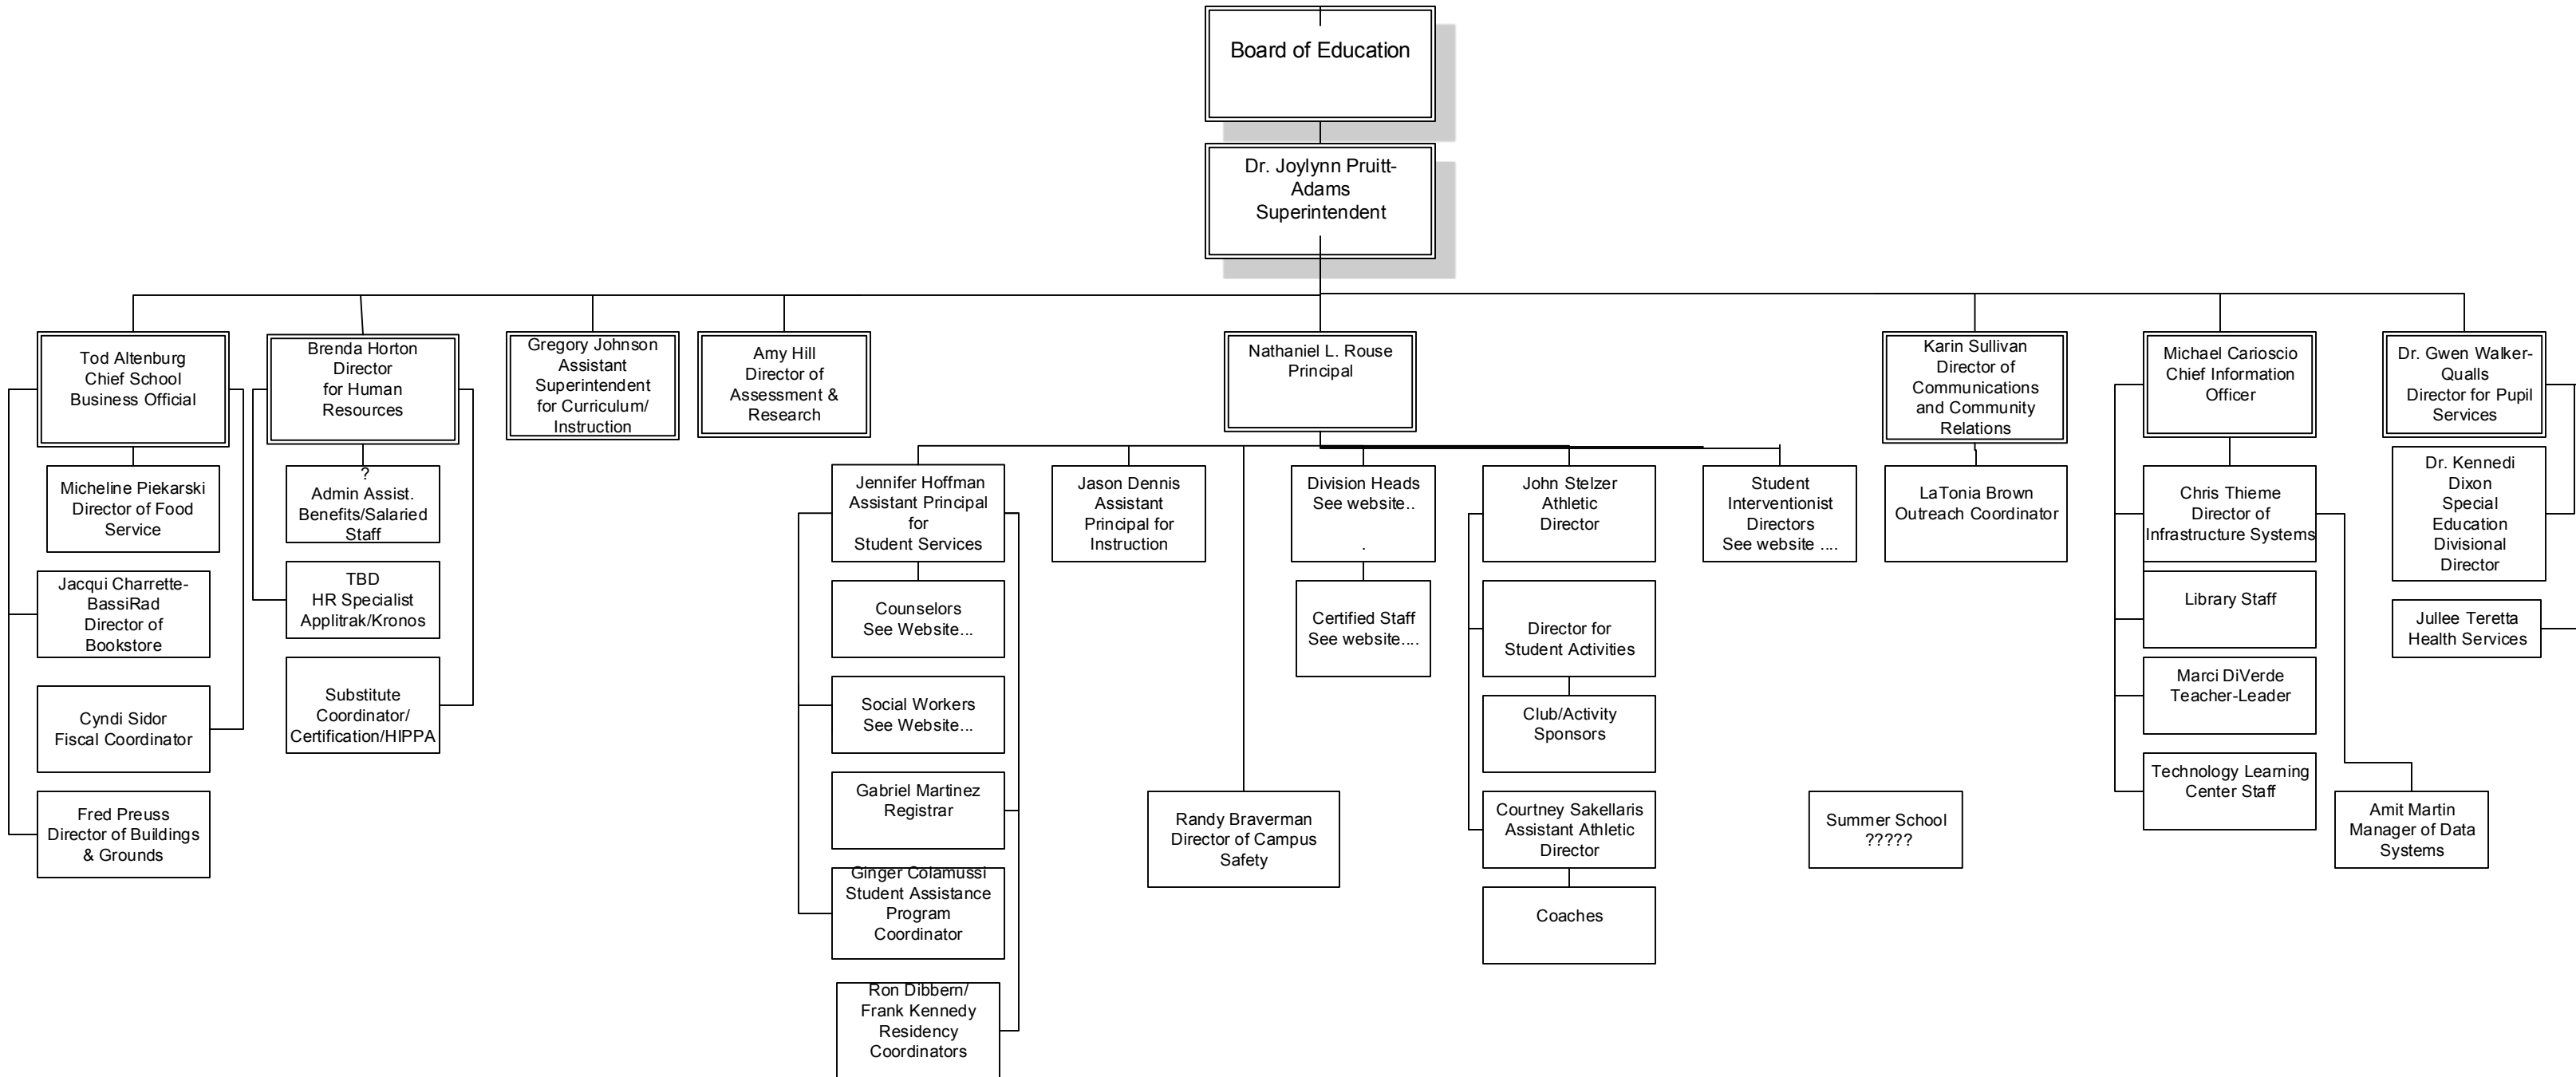 Board of Education
Dr. Joylynn Pruitt-
Adams
Superintendent
Tod Altenburg
Chief School
Business Official
Brenda Horton
Director
for Human
Resources
Gregory Johnson
Assistant
Superintendent
for Curriculum/
Instruction
Amy Hill
Director of
Assessment &
Research
Nathaniel L. Rouse
Principal
Karin Sullivan
Director of
Communications
and Community
Relations
Michael Carioscio
Chief Information
Officer
Dr. Gwen Walker-
Qualls
Director for Pupil
Services
Micheline Piekarski
Director of Food
Service
?
Admin Assist.
Benefits/Salaried
Staff
Jennifer Hoffman
Assistant Principal
for
Student Services
Jason Dennis
Assistant
Principal for
Instruction
Division Heads
See website..
.
John Stelzer
Athletic
Director
Student
Interventionist
Directors
See website ....
LaTonia Brown
Outreach Coordinator
Chris Thieme
Director of
Infrastructure Systems
Dr. Kennedi
Dixon
Special
Education
Divisional
Director
Jacqui Charrette-
BassiRad
Director of
Bookstore
TBD
HR Specialist
Applitrak/Kronos
Counselors
See Website...
Certified Staff
See website....
Director for
Student Activities
Library Staff
Jullee Teretta
Health Services
Cyndi Sidor
Fiscal Coordinator
Substitute
Coordinator/
Certification/HIPPA
Social Workers
See Website...
Club/Activity
Sponsors
Marci DiVerde
Teacher-Leader
Fred Preuss
Director of Buildings
& Grounds
Gabriel Martinez
Registrar
Randy Braverman
Director of Campus
Safety
Courtney Sakellaris
Assistant Athletic
Director
Summer School
?????
Technology Learning
Center Staff
Amit Martin
Manager of Data
Systems
Ginger Colamussi
Student Assistance
Program
Coordinator
Coaches
Ron Dibbern/
Frank Kennedy
Residency
Coordinators